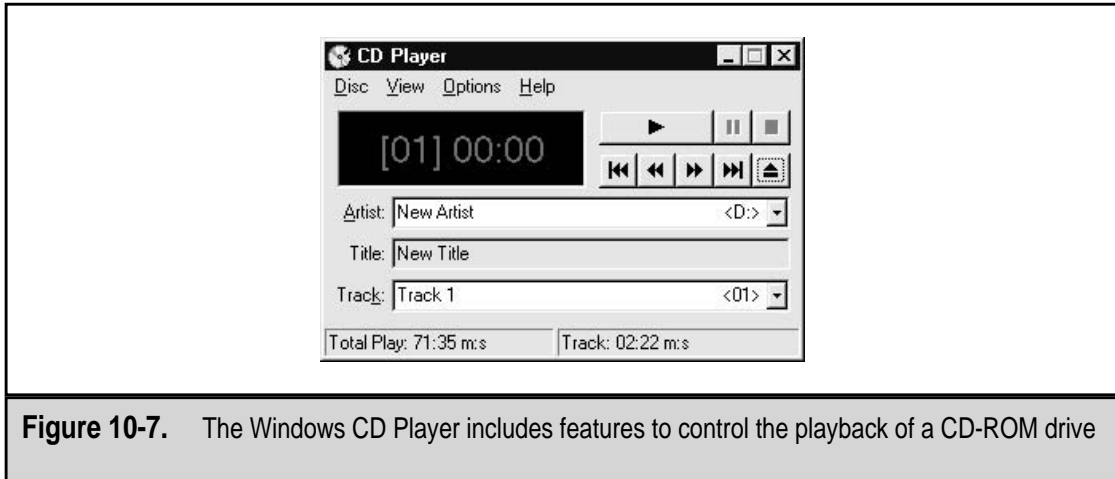 CD Player
Disc View Options Help
[01] 00:00
Artist: New Artist <D:>
Title: New Title
Track: Track 1 <01>
Total Play: 71:35 m:s Track: 02:22 m:s
Figure 10-7. The Windows CD Player includes features to control the playback of a CD-ROM drive